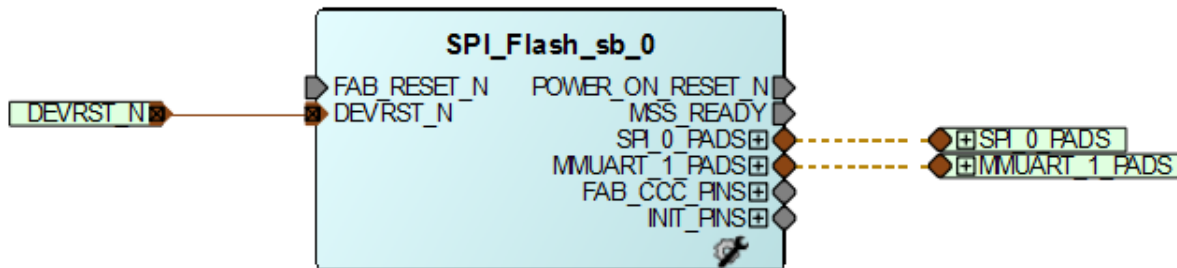 SPI_Flash_sb_0
FAB_RESET_N POWER_ON_RESET_N
DEVRST_N DEVRST_N MSS_READY
SPI_0_PADS SPI_0_PADS
MMUART_1_PADS MMUART_1_PADS
FAB_CCC_PINS
INIT_PINS